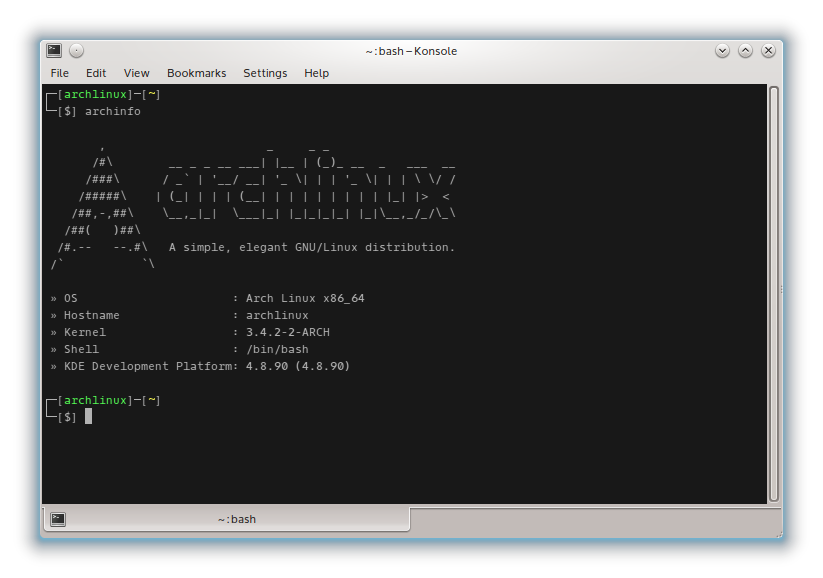 ~ : bash – Konsole
File Edit View Bookmarks Settings Help
┌─[archlinux]─[~]
└─[$] archinfo
       ,                       _     _ _
      /#\        __ _ _ __ ___| |__ | (_)_ __  _   ___  __
     /###\      / _` | '__/ __| '_ \| | | '_ \| | | \ \/ /
    /#####\    | (_| | | | (__| | | | | | | | | |_| |>  <
   /##,-,##\    \__,_|_|  \___|_| |_|_|_|_| |_|\__,_/_/\_\
  /##(   )##\
 /#.--   --.#\   A simple, elegant GNU/Linux distribution.
/`           `\
» OS                      : Arch Linux x86_64
» Hostname                : archlinux
» Kernel                  : 3.4.2-2-ARCH
» Shell                   : /bin/bash
» KDE Development Platform: 4.8.90 (4.8.90)
┌─[archlinux]─[~]
└─[$]
~ : bash